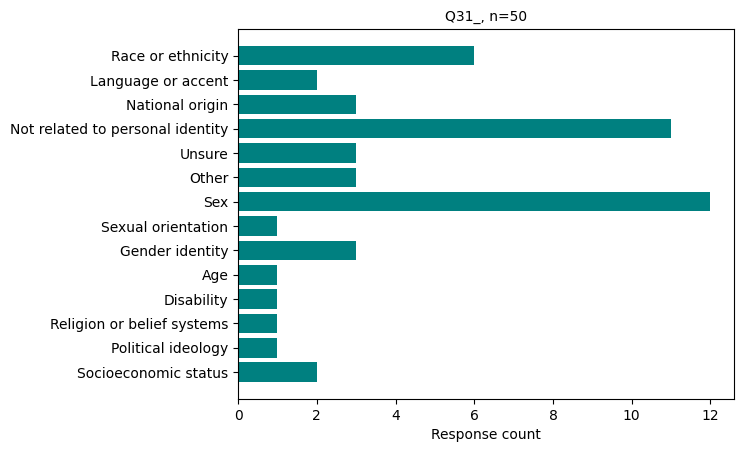 Q31_, n=50
Race or ethnicity
Language or accent
National origin
Not related to personal identity
Unsure
Other
Sex
Sexual orientation
Gender identity
Age
Disability
Religion or belief systems
Political ideology
Socioeconomic status
0 2 4 6 8 10 12
Response count